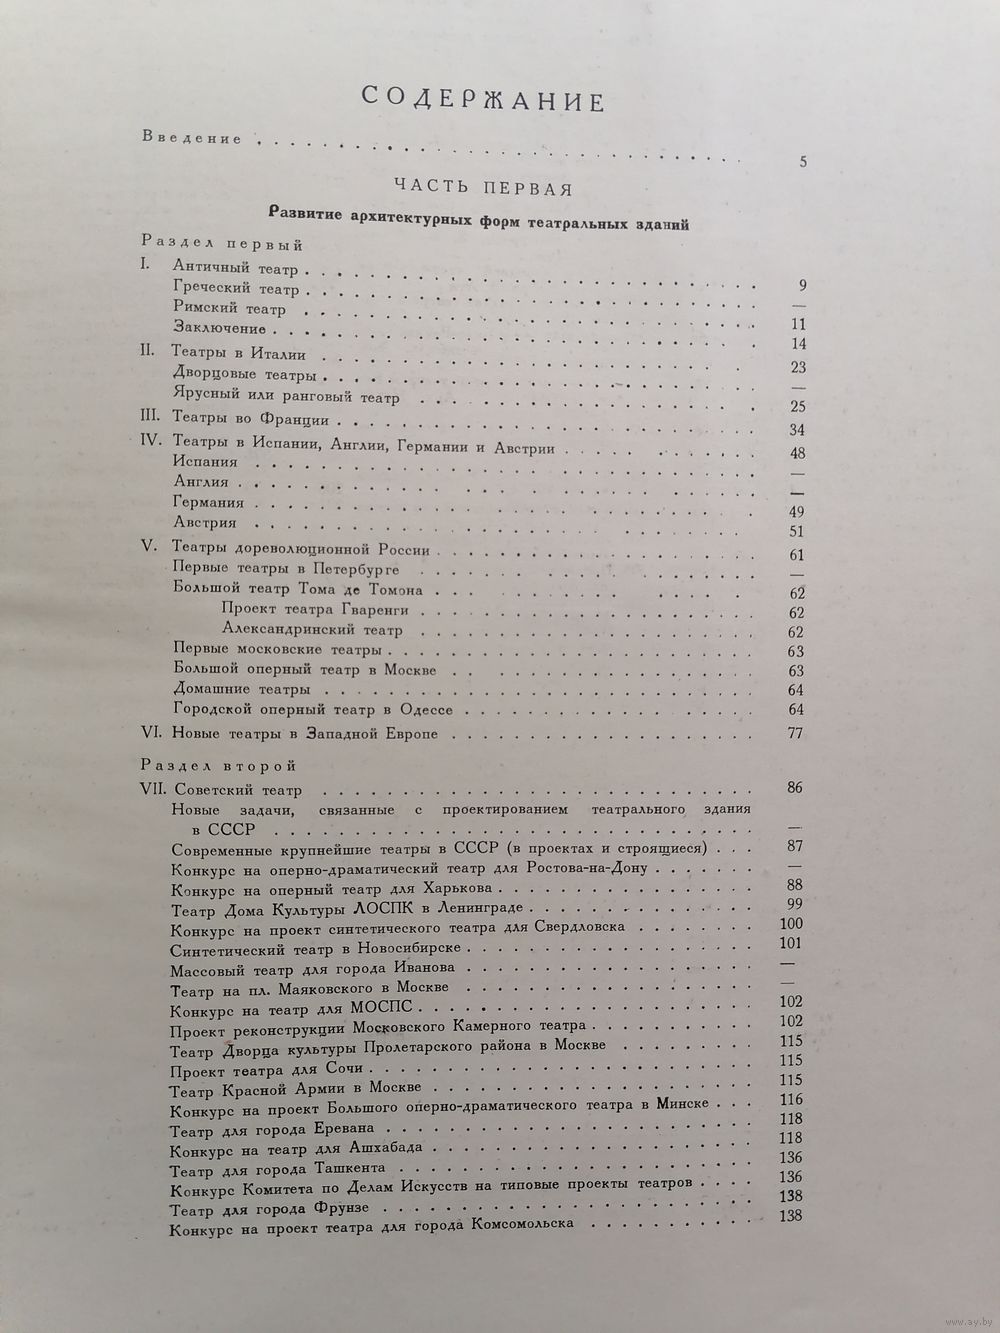 СОДЕРЖАНИЕ
Введение . . . . . . . . . . 5
ЧАСТЬ ПЕРВАЯ
Развитие архитектурных форм театральных зданий
Раздел первый
I. Античный театр . . . . . . . . . . 9
Греческий театр . . . . . . . . . . —
Римский театр . . . . . . . . . . 11
Заключение . . . . . . . . . . 14
II. Театры в Италии . . . . . . . . . . 23
Дворцовые театры . . . . . . . . . . —
Ярусный или ранговый театр . . . . . . . . . . 25
III. Театры во Франции . . . . . . . . . . 34
IV. Театры в Испании, Англии, Германии и Австрии . . . . . . . . . . 48
Испания . . . . . . . . . . —
Англия . . . . . . . . . . —
Германия . . . . . . . . . . 49
Австрия . . . . . . . . . . 51
V. Театры дореволюционной России . . . . . . . . . . 61
Первые театры в Петербурге . . . . . . . . . . —
Большой театр Тома де Томона . . . . . . . . . . 62
Проект театра Гваренги . . . . . . . . . . 62
Александринский театр . . . . . . . . . . 62
Первые московские театры . . . . . . . . . . 63
Большой оперный театр в Москве . . . . . . . . . . 63
Домашние театры . . . . . . . . . . 64
Городской оперный театр в Одессе . . . . . . . . . . 64
VI. Новые театры в Западной Европе . . . . . . . . . . 77
Раздел второй
VII. Советский театр . . . . . . . . . . 86
Новые задачи, связанные с проектированием театрального здания
в СССР . . . . . . . . . . —
Современные крупнейшие театры в СССР (в проектах и строящиеся) . . . 87
Конкурс на оперно-драматический театр для Ростова-на-Дону . . . . . . . —
Конкурс на оперный театр для Харькова . . . . . . . . . . 88
Театр Дома Культуры ЛОСПК в Ленинграде . . . . . . . . . . 99
Конкурс на проект синтетического театра для Свердловска . . . . . . . . 100
Синтетический театр в Новосибирске . . . . . . . . . . 101
Массовый театр для города Иванова . . . . . . . . . . —
Театр на пл. Маяковского в Москве . . . . . . . . . . —
Конкурс на театр для МОСПС . . . . . . . . . . 102
Проект реконструкции Московского Камерного театра . . . . . . . . . . 102
Театр Дворца культуры Пролетарского района в Москве . . . . . . . . . 115
Проект театра для Сочи . . . . . . . . . . 115
Театр Красной Армии в Москве . . . . . . . . . . 115
Конкурс на проект Большого оперно-драматического театра в Минске . . . 116
Театр для города Еревана . . . . . . . . . . 118
Конкурс на театр для Ашхабада . . . . . . . . . . 118
Театр для города Ташкента . . . . . . . . . . 136
Конкурс Комитета по Делам Искусств на типовые проекты театров . . . . 136
Театр для города Фрунзе . . . . . . . . . . 138
Конкурс на проект театра для города Комсомольска . . . . . . . . . . 138
www.ay.by